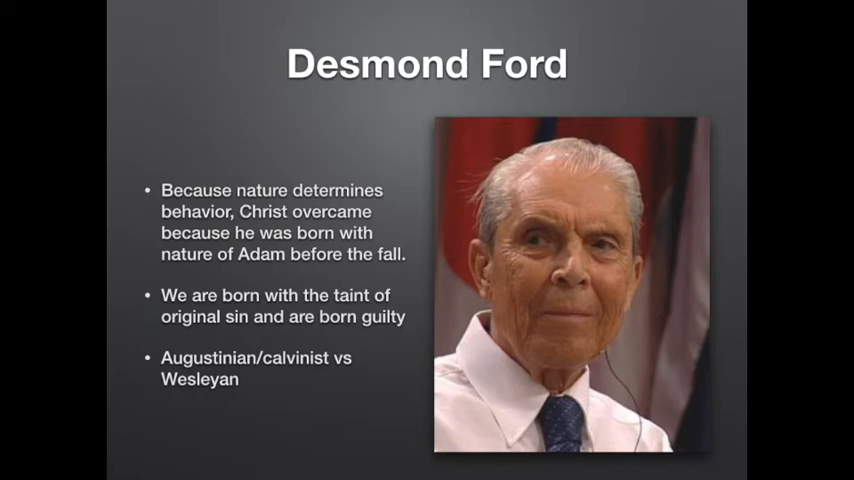 Desmond Ford
• Because nature determines
behavior, Christ overcame
because he was born with
nature of Adam before the fall.
• We are born with the taint of
original sin and are born guilty
• Augustinian/calvinist vs
Wesleyan